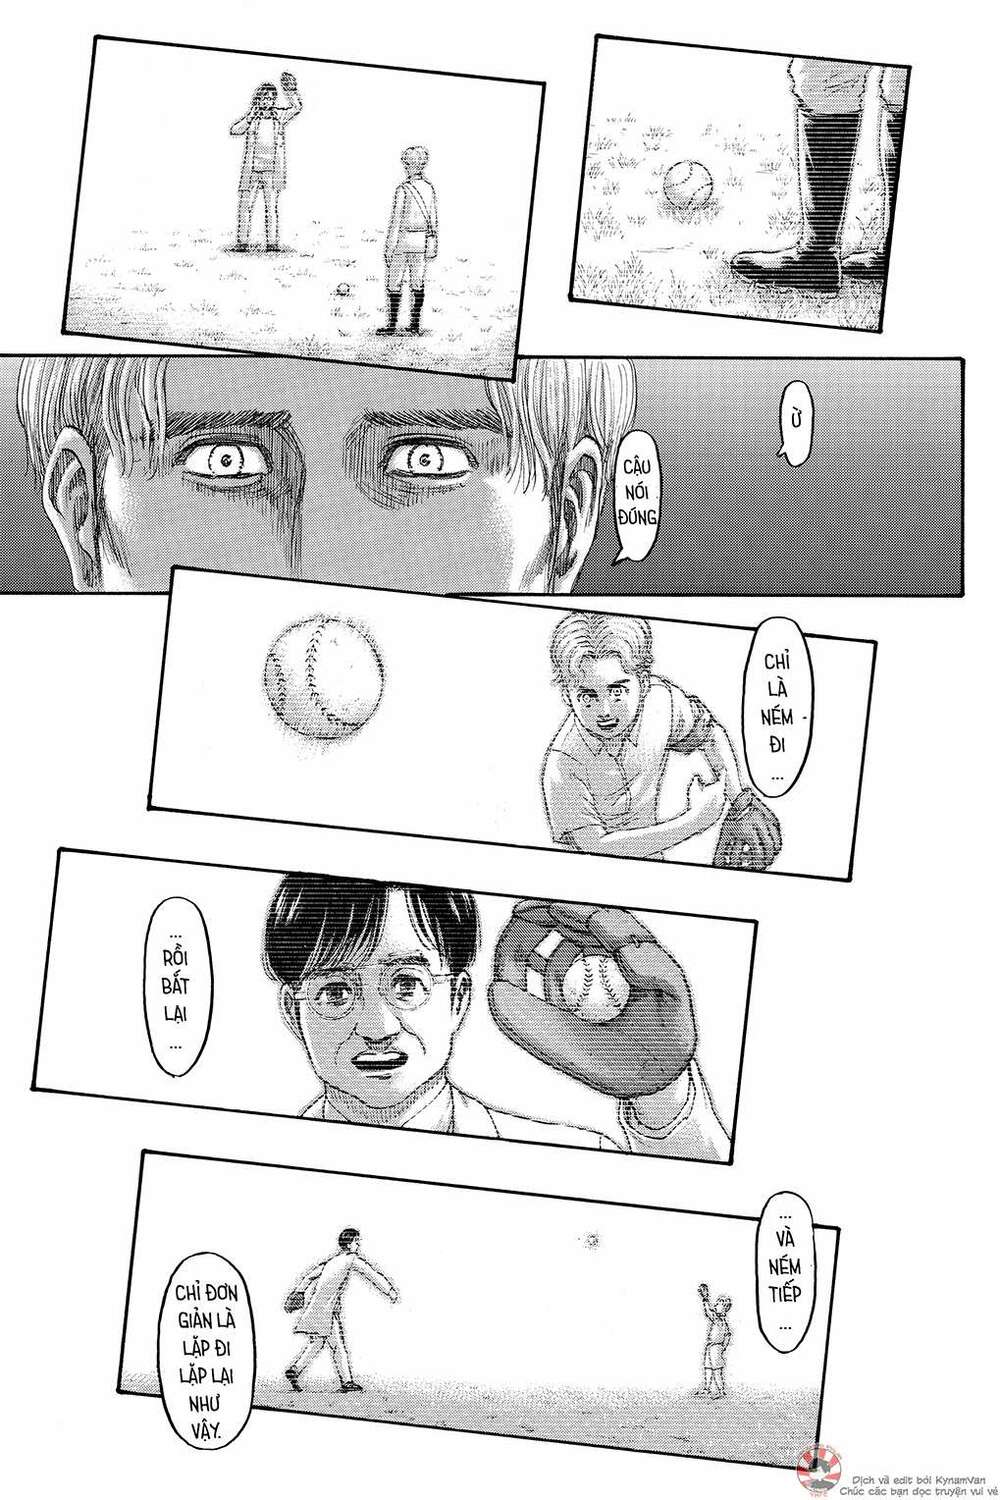 Ừ
CẬU
NÓI
ĐÚNG
CHỈ
LÀ
NÉM
ĐI
...
...
RỒI
BẮT
LẠI
...
...
VÀ
NÉM
TIẾP
...
CHỈ ĐƠN
GIẢN LÀ
LẶP ĐI
LẶP LẠI
NHƯ
VẬY.
Dịch và edit bởi KynamVan
Chúc các bạn đọc truyện vui vẻ